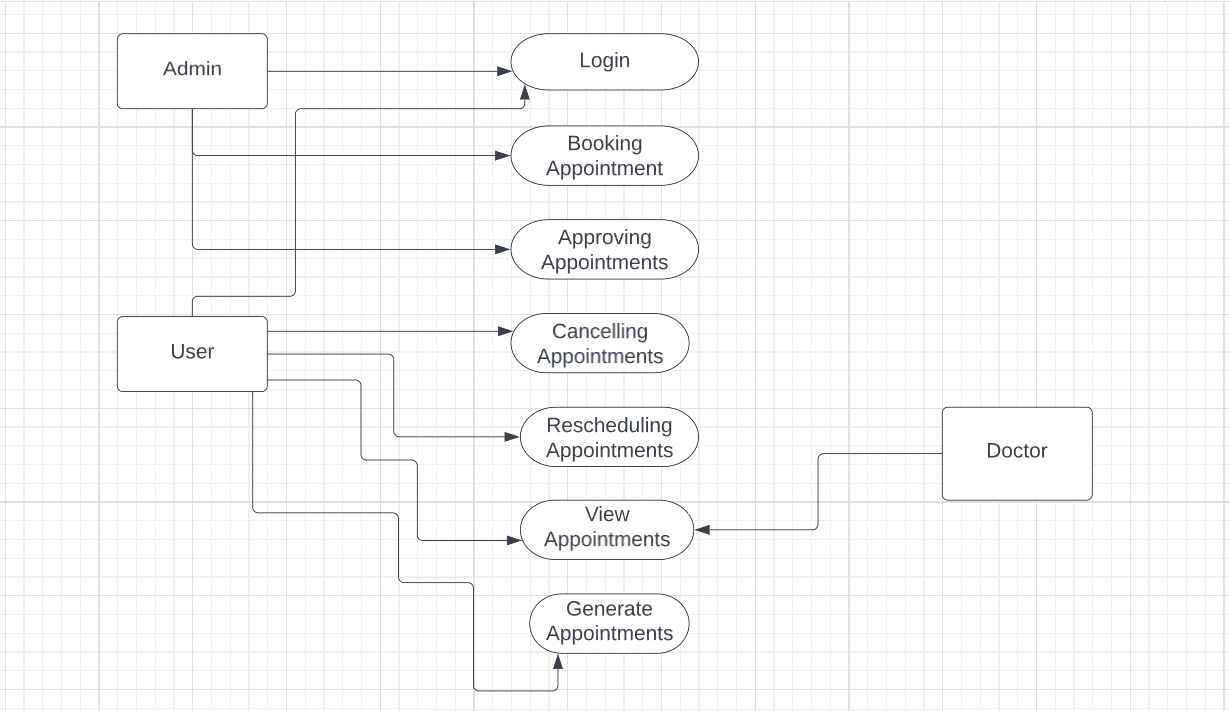 Admin
Login
Booking
Appointment
Approving
Appointments
User
Cancelling
Appointments
Rescheduling
Appointments
Doctor
View
Appointments
Generate
Appointments